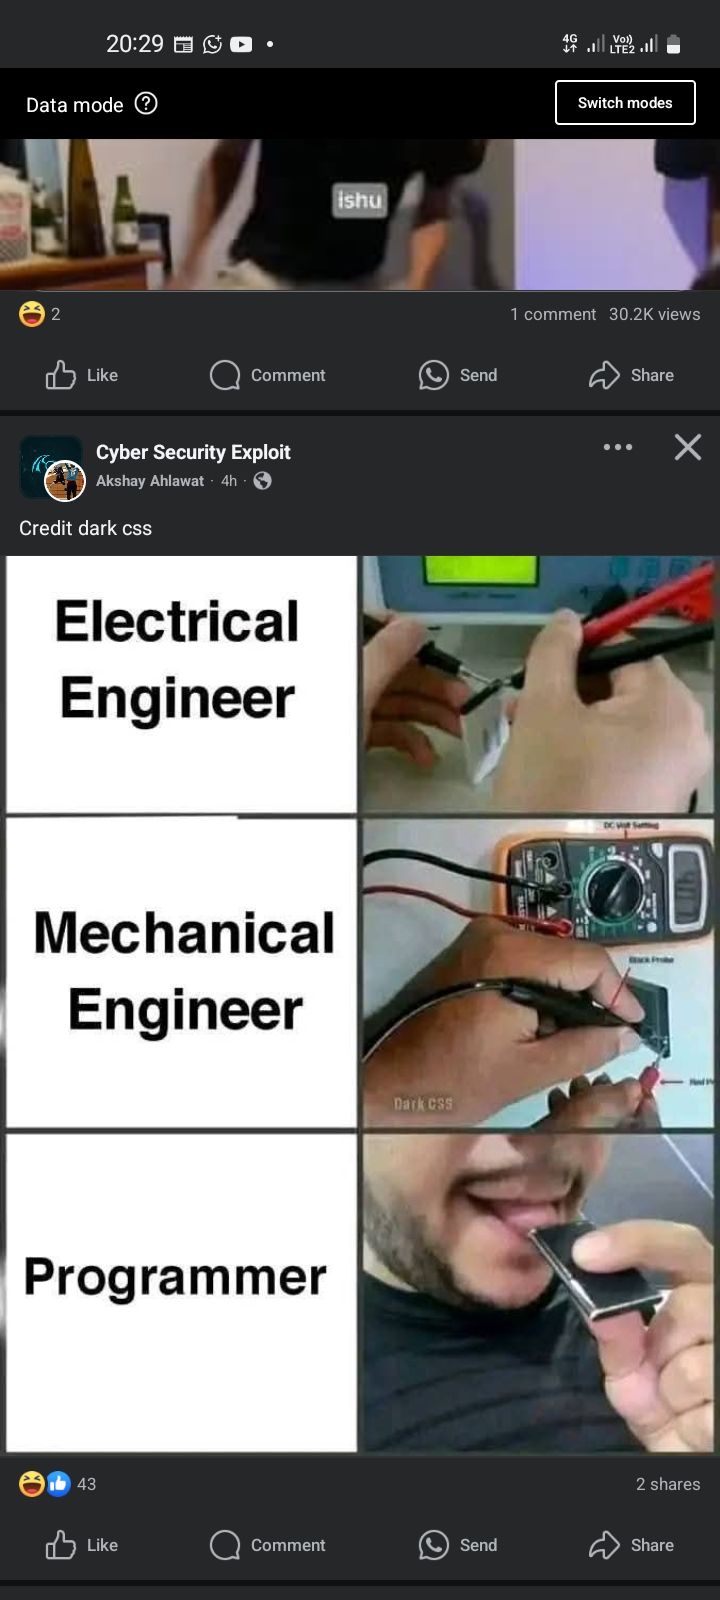 20:29
4G
Vo))
LTE2
Data mode ?
Switch modes
ishu
2
1 comment 30.2K views
Like
Comment
Send
Share
Cyber Security Exploit
Akshay Ahlawat · 4h ·
Credit dark css
Electrical
Engineer
DC Volt Setting
Mechanical
Engineer
Black Probe
Dark CSS
Programmer
43
2 shares
Like
Comment
Send
Share